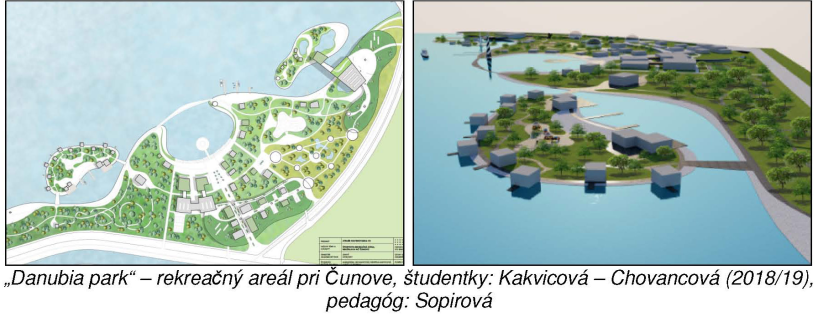 „Danubia park“ – rekreačný areál pri Čunove, študentky: Kakvicová – Chovancová (2018/19),
pedagóg: Sopirová